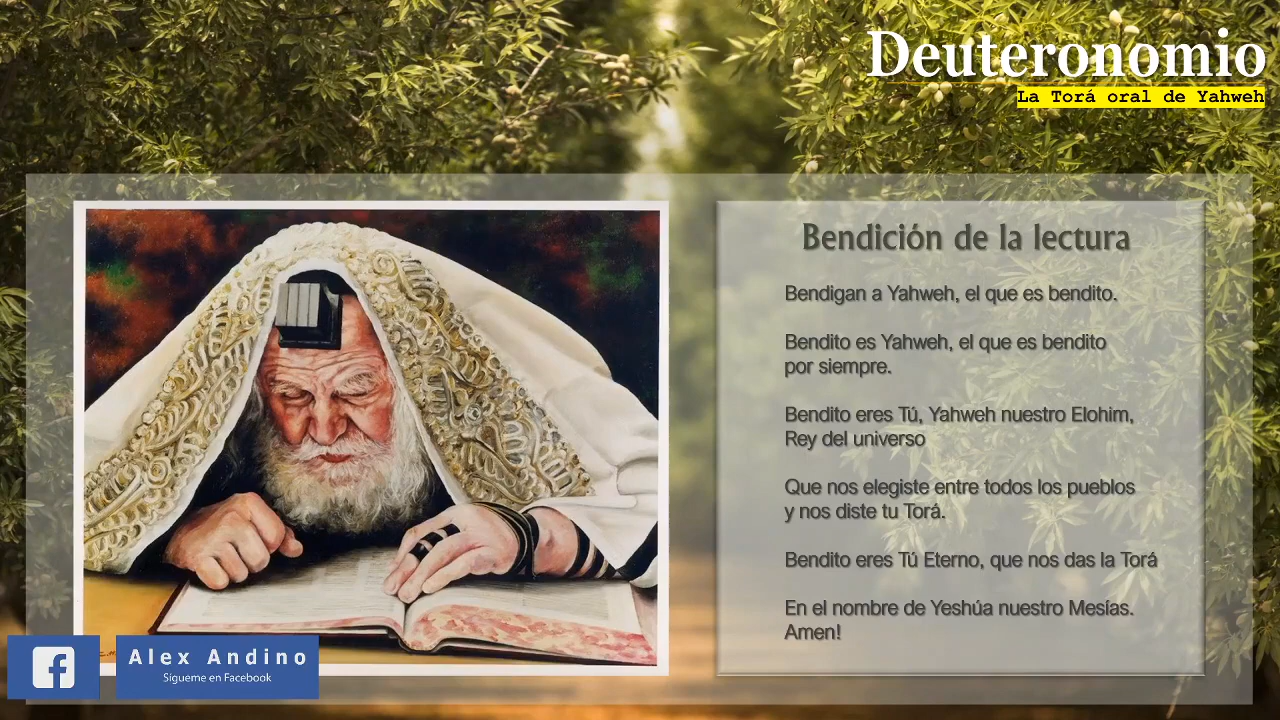 Deuteronomio
La Torá oral de Yahweh
Bendición de la lectura
Bendigan a Yahweh, el que es bendito.
Bendito es Yahweh, el que es bendito
por siempre.
Bendito eres Tú, Yahweh nuestro Elohim,
Rey del universo
Que nos elegiste entre todos los pueblos
y nos diste tu Torá.
Bendito eres Tú Eterno, que nos das la Torá
En el nombre de Yeshúa nuestro Mesías.
Amen!
Alex Andino
Sigueme en Facebook